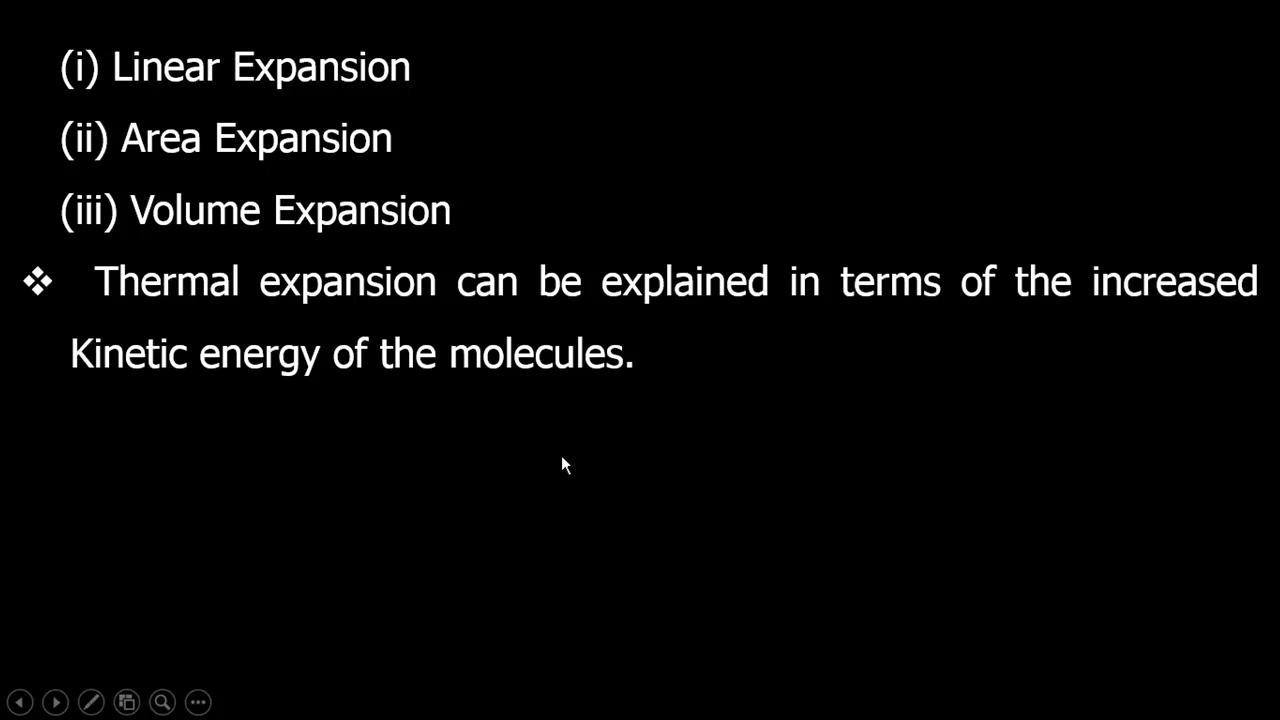 (i) Linear Expansion
(ii) Area Expansion
(iii) Volume Expansion
❖ Thermal expansion can be explained in terms of the increased
Kinetic energy of the molecules.